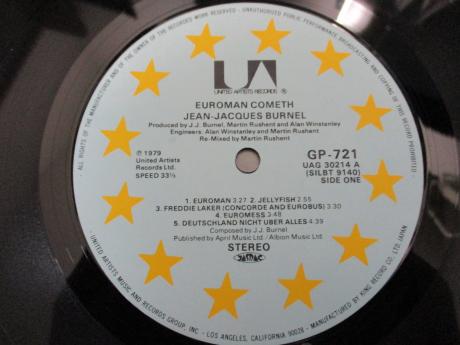 ALL RIGHTS OF THE MANUFACTURER AND OF THE OWNER OF THE RECORDED WORK RESERVED - UNAUTHORIZED PUBLIC PERFORMANCE, BROADCASTING AND COPYING OF THIS RECORD PROHIBITED -
UA
UNITED ARTISTS RECORDS ®
EUROMAN COMETH
JEAN-JACQUES BURNEL
Produced by J.J. Burnel, Martin Rushent and Alan Winstanley
Engineers: Alan Winstanley and Martin Rushent
Re-Mixed by Martin Rushent
℗ 1979
United Artists
Records Ltd.
SPEED 33⅓
GP-721
UAG 30214 A
(SILBT 9140)
SIDE ONE
1. EUROMAN 3.27 2. JELLYFISH 2.55
3. FREDDIE LAKER (CONCORDE AND EUROBUS) 3.30
4. EUROMESS 3.48
5. DEUTSCHLAND NICHT UBER ALLES 4.39
Composed by J.J. Burnel
Published by April Music Ltd / Albion Music Ltd
STEREO
JASRAC
· UNITED ARTISTS MUSIC AND RECORDS GROUP, INC. - LOS ANGELES, CALIFORNIA 90028 - MANUFACTURED BY KING RECORD CO. LTD, JAPAN ·